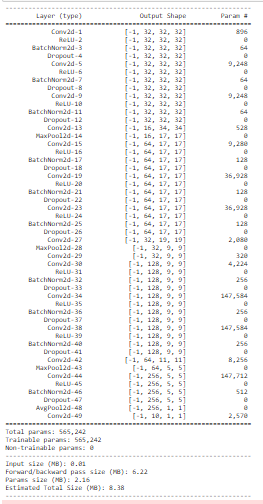 ----------------------------------------------------------------
Layer (type) Output Shape Param #
================================================================
Conv2d-1 [-1, 32, 32, 32] 896
ReLU-2 [-1, 32, 32, 32] 0
BatchNorm2d-3 [-1, 32, 32, 32] 64
Dropout-4 [-1, 32, 32, 32] 0
Conv2d-5 [-1, 32, 32, 32] 9,248
ReLU-6 [-1, 32, 32, 32] 0
BatchNorm2d-7 [-1, 32, 32, 32] 64
Dropout-8 [-1, 32, 32, 32] 0
Conv2d-9 [-1, 32, 32, 32] 9,248
ReLU-10 [-1, 32, 32, 32] 0
BatchNorm2d-11 [-1, 32, 32, 32] 64
Dropout-12 [-1, 32, 32, 32] 0
Conv2d-13 [-1, 16, 34, 34] 528
MaxPool2d-14 [-1, 16, 17, 17] 0
Conv2d-15 [-1, 64, 17, 17] 9,280
ReLU-16 [-1, 64, 17, 17] 0
BatchNorm2d-17 [-1, 64, 17, 17] 128
Dropout-18 [-1, 64, 17, 17] 0
Conv2d-19 [-1, 64, 17, 17] 36,928
ReLU-20 [-1, 64, 17, 17] 0
BatchNorm2d-21 [-1, 64, 17, 17] 128
Dropout-22 [-1, 64, 17, 17] 0
Conv2d-23 [-1, 64, 17, 17] 36,928
ReLU-24 [-1, 64, 17, 17] 0
BatchNorm2d-25 [-1, 64, 17, 17] 128
Dropout-26 [-1, 64, 17, 17] 0
Conv2d-27 [-1, 32, 19, 19] 2,080
MaxPool2d-28 [-1, 32, 9, 9] 0
Conv2d-29 [-1, 32, 9, 9] 320
Conv2d-30 [-1, 128, 9, 9] 4,224
ReLU-31 [-1, 128, 9, 9] 0
BatchNorm2d-32 [-1, 128, 9, 9] 256
Dropout-33 [-1, 128, 9, 9] 0
Conv2d-34 [-1, 128, 9, 9] 147,584
ReLU-35 [-1, 128, 9, 9] 0
BatchNorm2d-36 [-1, 128, 9, 9] 256
Dropout-37 [-1, 128, 9, 9] 0
Conv2d-38 [-1, 128, 9, 9] 147,584
ReLU-39 [-1, 128, 9, 9] 0
BatchNorm2d-40 [-1, 128, 9, 9] 256
Dropout-41 [-1, 128, 9, 9] 0
Conv2d-42 [-1, 64, 11, 11] 8,256
MaxPool2d-43 [-1, 64, 5, 5] 0
Conv2d-44 [-1, 256, 5, 5] 147,712
ReLU-45 [-1, 256, 5, 5] 0
BatchNorm2d-46 [-1, 256, 5, 5] 512
Dropout-47 [-1, 256, 5, 5] 0
AvgPool2d-48 [-1, 256, 1, 1] 0
Conv2d-49 [-1, 10, 1, 1] 2,570
================================================================
Total params: 565,242
Trainable params: 565,242
Non-trainable params: 0
----------------------------------------------------------------
Input size (MB): 0.01
Forward/backward pass size (MB): 6.22
Params size (MB): 2.16
Estimated Total Size (MB): 8.38
----------------------------------------------------------------